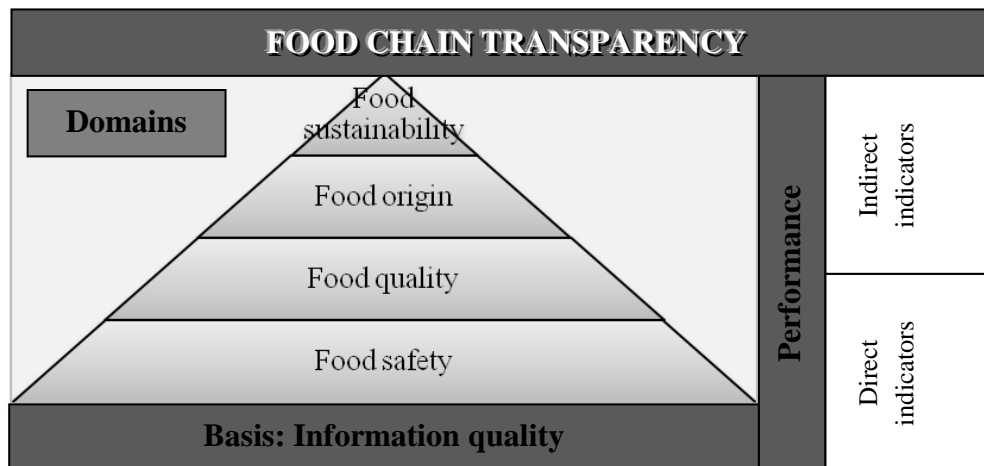 FOOD CHAIN TRANSPARENCY
Domains
Food
sustainability
Food origin
Food quality
Food safety
Basis: Information quality
Performance
Indirect
indicators
Direct
indicators